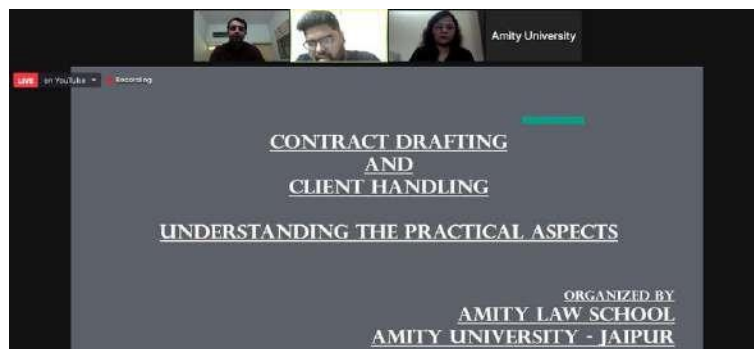 Amity University
LIVE on YouTube Recording
CONTRACT DRAFTING
AND
CLIENT HANDLING
UNDERSTANDING THE PRACTICAL ASPECTS
ORGANIZED BY
AMITY LAW SCHOOL
AMITY UNIVERSITY - JAIPUR